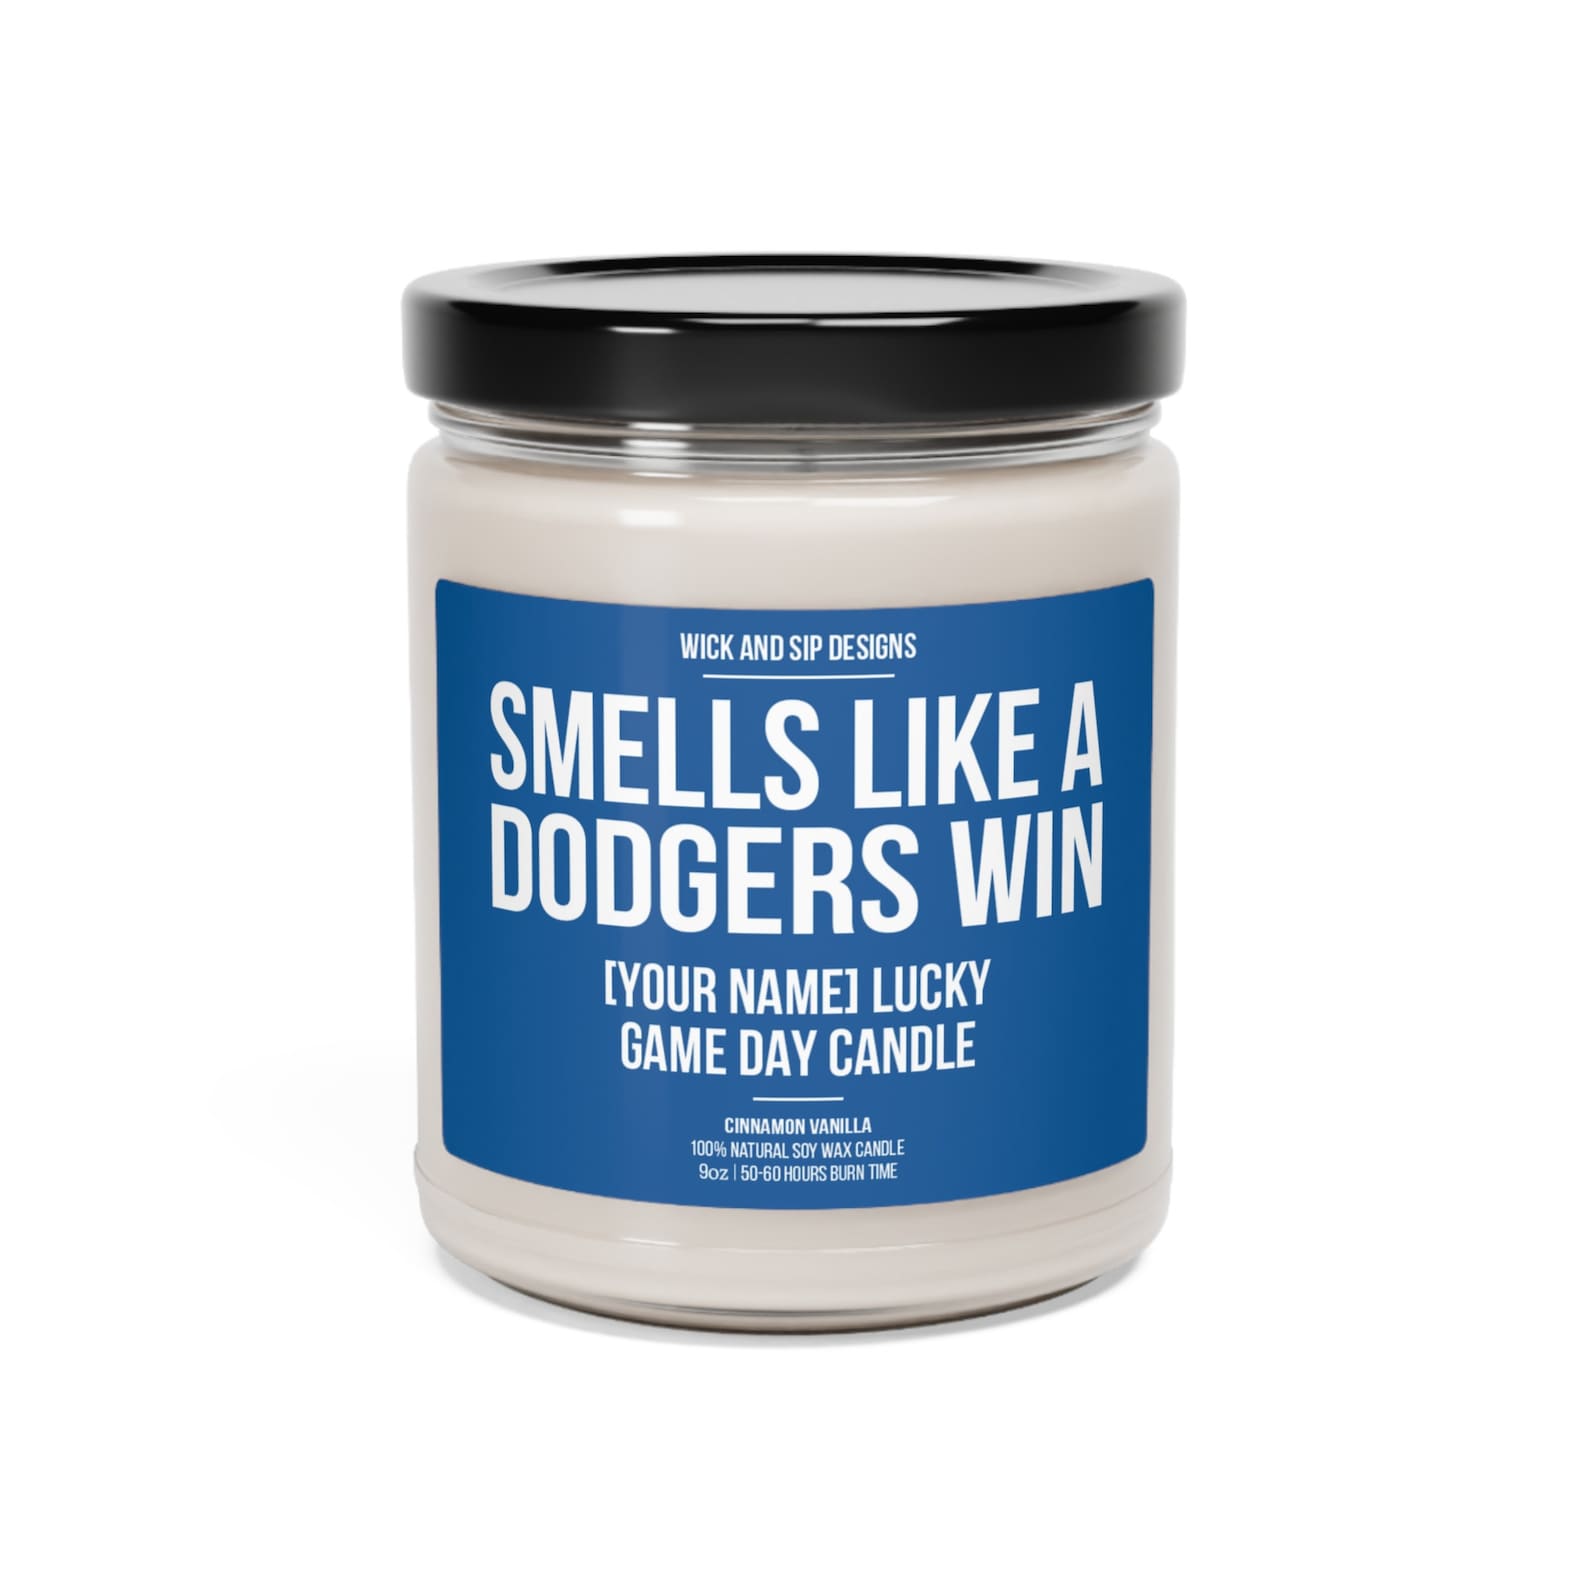 WICK AND SIP DESIGNS
SMELLS LIKE A
DODGERS WIN
[YOUR NAME] LUCKY
GAME DAY CANDLE
CINNAMON VANILLA
100% NATURAL SOY WAX CANDLE
9oz | 50-60 HOURS BURN TIME